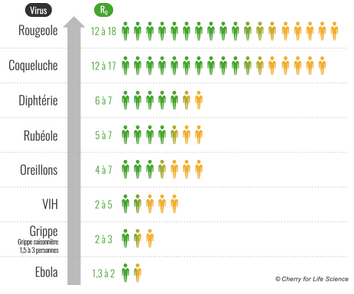 Virus R₀
Rougeole 12 à 18
Coqueluche 12 à 17
Diphtérie 6 à 7
Rubéole 5 à 7
Oreillons 4 à 7
VIH 2 à 5
Grippe 2 à 3
Grippe saisonnière
1,5 à 3 personnes
Ebola 1,3 à 2
© Cherry for Life Science